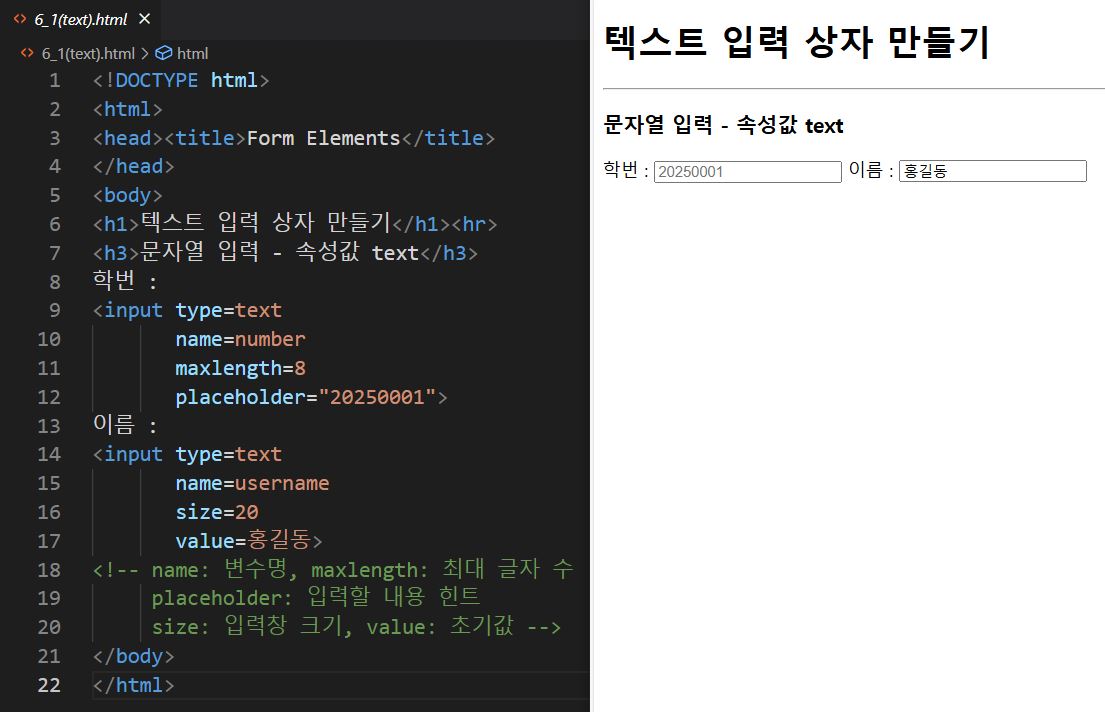 6_1(text).html
6_1(text).html > html
1 <!DOCTYPE html>
2 <html>
3 <head><title>Form Elements</title>
4 </head>
5 <body>
6 <h1>텍스트 입력 상자 만들기</h1><hr>
7 <h3>문자열 입력 - 속성값 text</h3>
8 학번 :
9 <input type=text
10 name=number
11 maxlength=8
12 placeholder="20250001">
13 이름 :
14 <input type=text
15 name=username
16 size=20
17 value=홍길동>
18 <!-- name: 변수명, maxlength: 최대 글자 수
19 placeholder: 입력할 내용 힌트
20 size: 입력창 크기, value: 초기값 -->
21 </body>
22 </html>
텍스트 입력 상자 만들기
문자열 입력 - 속성값 text
학번 : 20250001 이름 : 홍길동